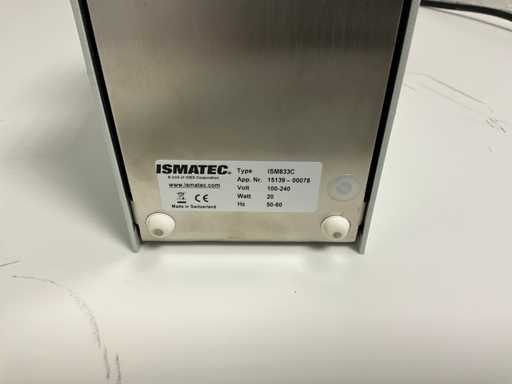 ISMATEC®
A Unit of IDEX Corporation
www.ismatec.com
CE
Made in Switzerland
Type ISM833C
App. Nr. 15139 - 00078
Volt 100-240
Watt 20
Hz 50-60